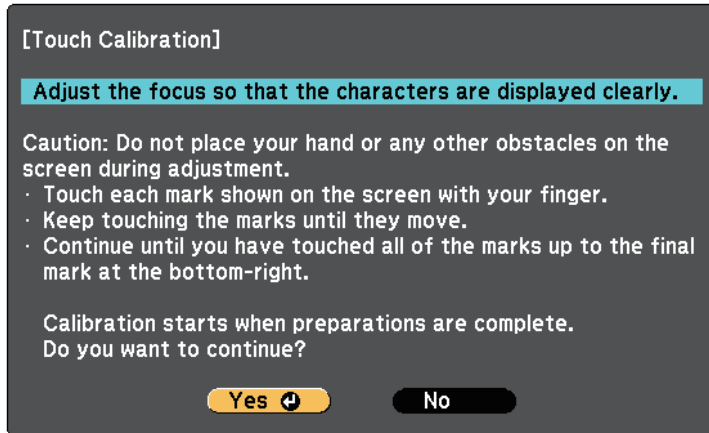 [Touch Calibration]
Adjust the focus so that the characters are displayed clearly.
Caution: Do not place your hand or any other obstacles on the
screen during adjustment.
· Touch each mark shown on the screen with your finger.
· Keep touching the marks until they move.
· Continue until you have touched all of the marks up to the final
mark at the bottom-right.
Calibration starts when preparations are complete.
Do you want to continue?
Yes No